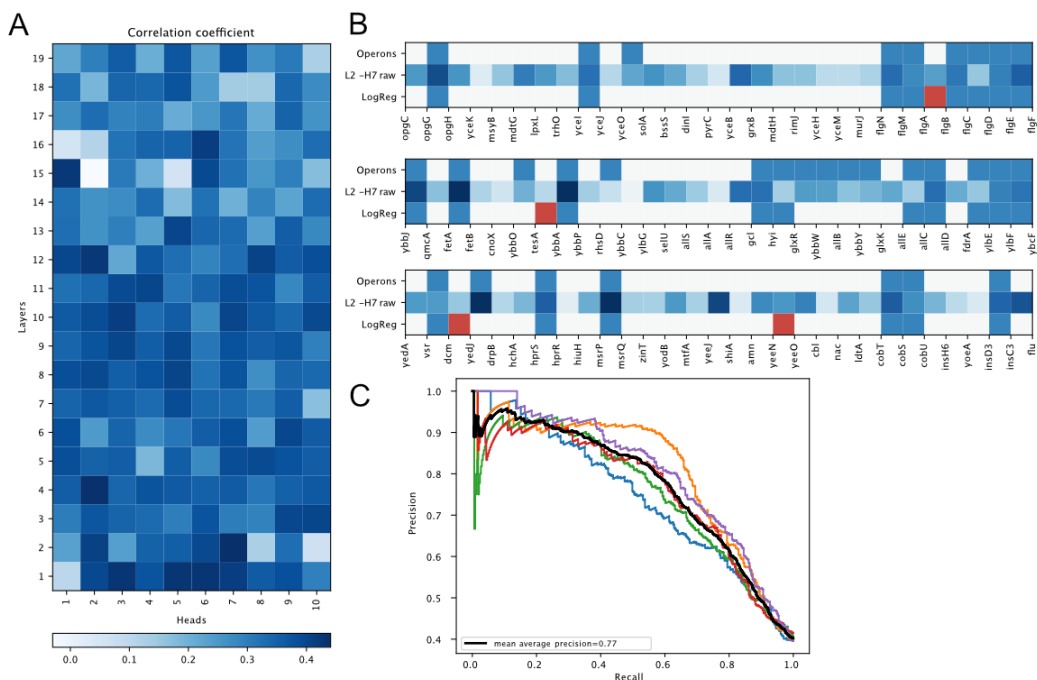 A
Correlation coefficient
19
18
17
16
15
14
13
12
11
10
9
8
7
6
5
4
3
2
1
Layers
1 2 3 4 5 6 7 8 9 10
Heads
0.0 0.1 0.2 0.3 0.4
B
Operons
L2 -H7 raw
LogReg
opgC opgG opgH yceK msyB mdtG lpxL trhO yceI yceJ yceO solA bssS dinI pyrC yceB grxB mdtH rimJ yceH yceM murJ flgN flgM flgA flgB flgC flgD flgE flgF
Operons
L2 -H7 raw
LogReg
ybbJ qmcA fetA fetB cnoX ybbO tesA ybbA ybbP rhsD ybbC ylbG selU allS allA allR gcl hyi glxR ybbW allB ybbY glxK allE allC allD fdrA ylbE ylbF ybcF
Operons
L2 -H7 raw
LogReg
yedA vsr dcm yedJ drpB hchA hprS hprR hiuH msrP msrQ zinT yodB mtfA yeeJ shiA amn yeeN yeeO cbl nac ldtA cobT cobS cobU insH6 yoeA insD3 insC3 flu
C
1.0
0.9
0.8
0.7
0.6
0.5
0.4
Precision
mean average precision=0.77
0.0 0.2 0.4 0.6 0.8 1.0
Recall